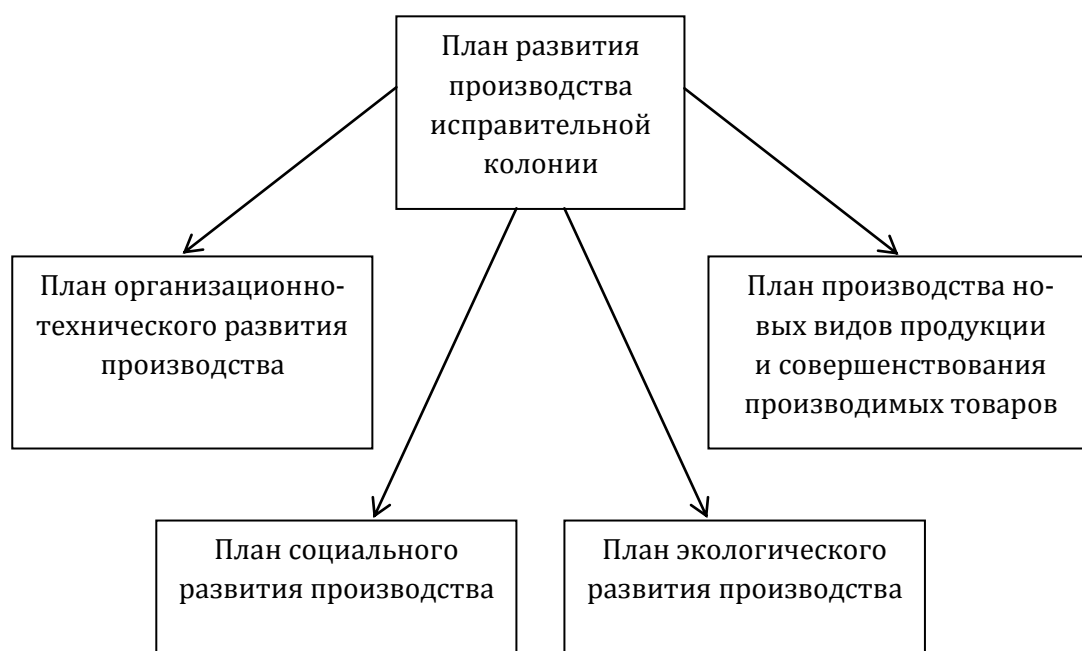 План развития
производства
исправительной
колонии
План организационно-
технического развития
производства
План производства но-
вых видов продукции
и совершенствования
производимых товаров
План социального
развития производства
План экологического
развития производства